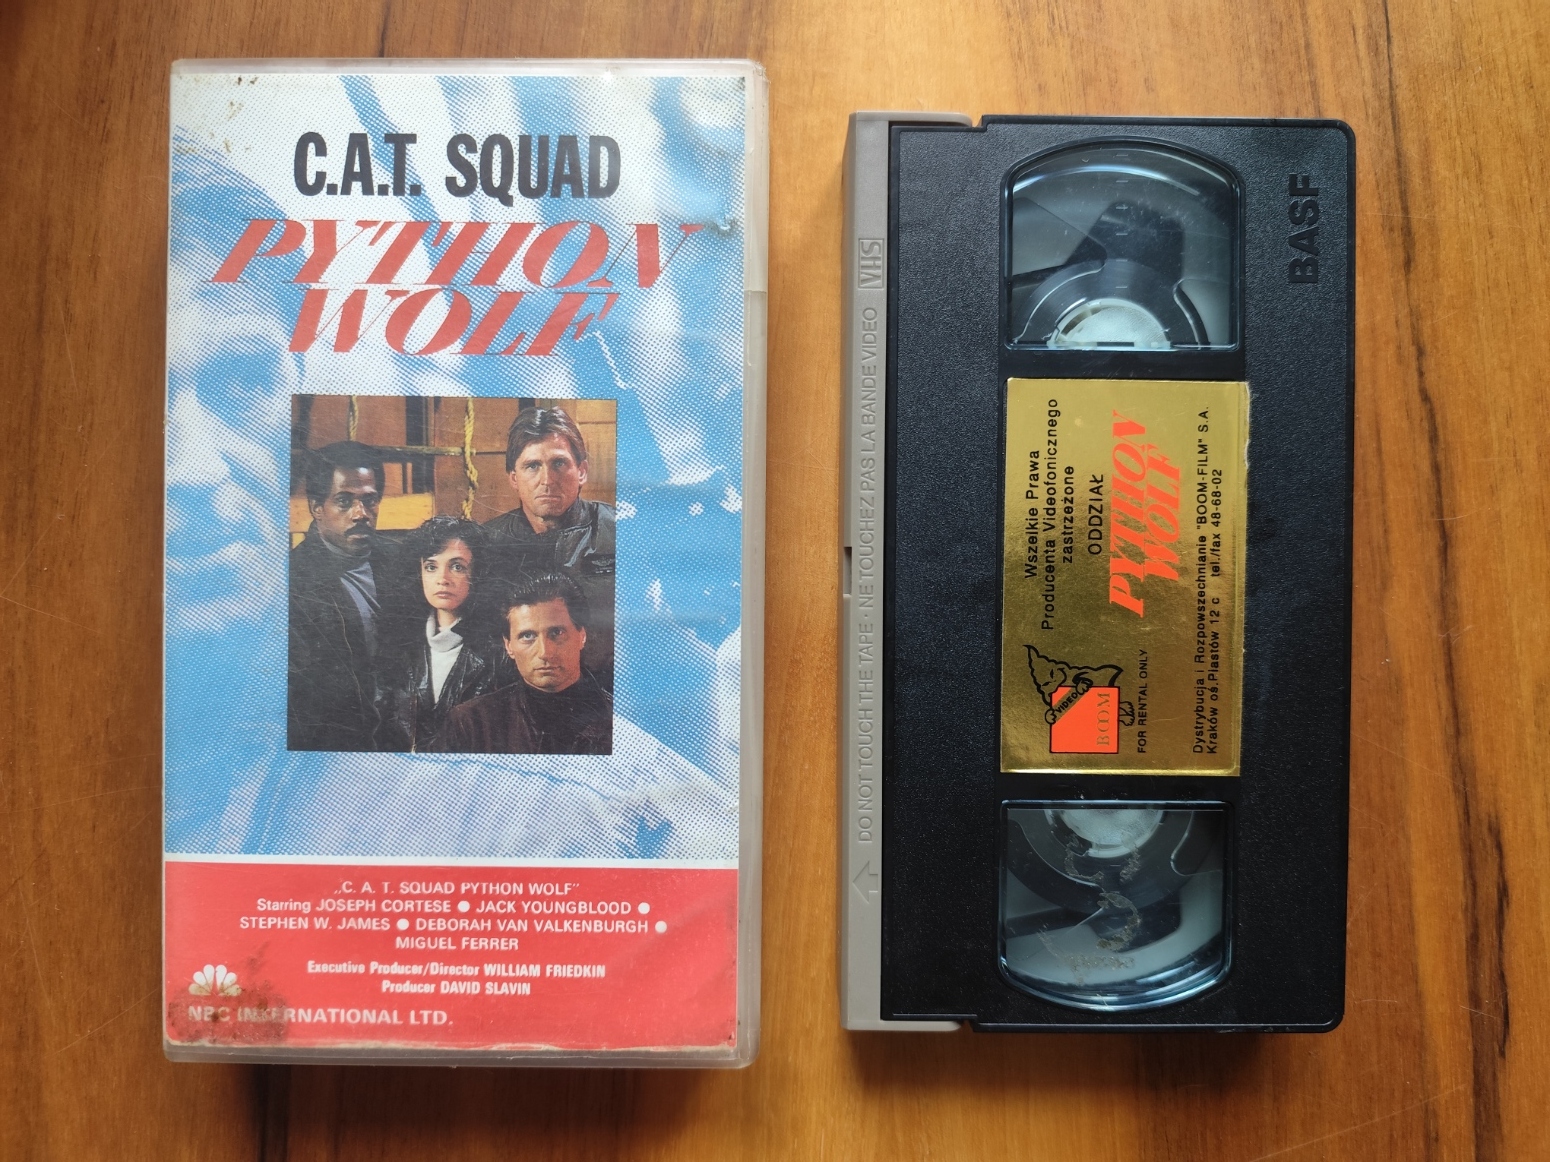 C.A.T. SQUAD
PYTHON
WOLF
„C. A. T. SQUAD PYTHON WOLF”
Starring JOSEPH CORTESE ● JACK YOUNGBLOOD ●
STEPHEN W. JAMES ● DEBORAH VAN VALKENBURGH ●
MIGUEL FERRER
Executive Producer/Director WILLIAM FRIEDKIN
Producer DAVID SLAVIN
NBC INTERNATIONAL LTD.
DO NOT TOUCH THE TAPE · NE TOUCHEZ PAS LA BANDE VIDEO VHS
Wszelkie Prawa
Producenta Videofonicznego
zastrzeżone
ODDZIAŁ
PYTHON
WOLF
VIDEO
BOOM
FOR RENTAL ONLY
Dystrybucja i Rozpowszechnianie "BOOM-FILM" S.A.
Kraków oś.Piastów 12 c tel./fax 48-68-02
BASF